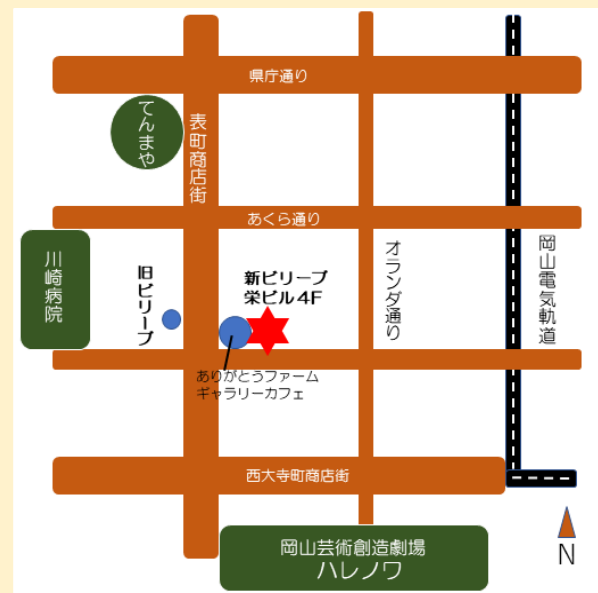 県庁通り
てんまや
表町商店街
あくら通り
川崎病院
旧ビリーブ
新ビリーブ
栄ビル4F
オランダ通り
岡山電気軌道
ありがとうファーム
ギャラリーカフェ
西大寺町商店街
岡山芸術創造劇場
ハレノワ
N